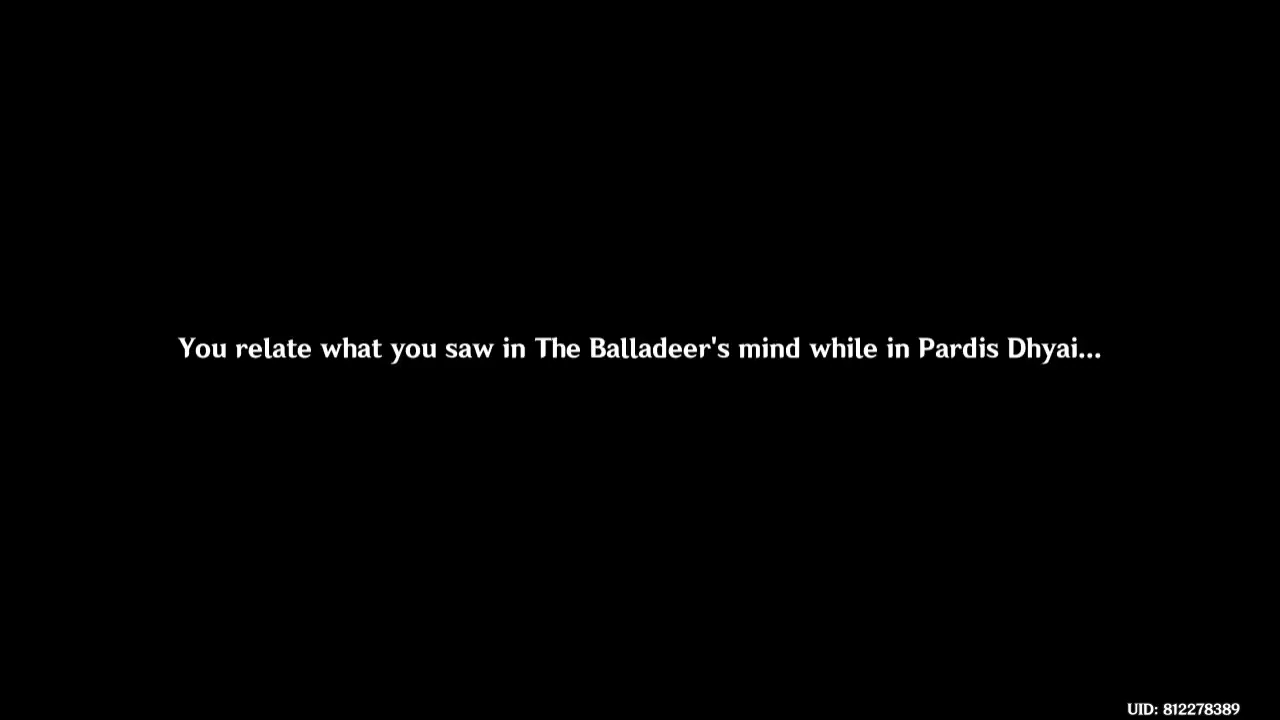 You relate what you saw in The Balladeer's mind while in Pardis Dhyai...
UID: 812278389